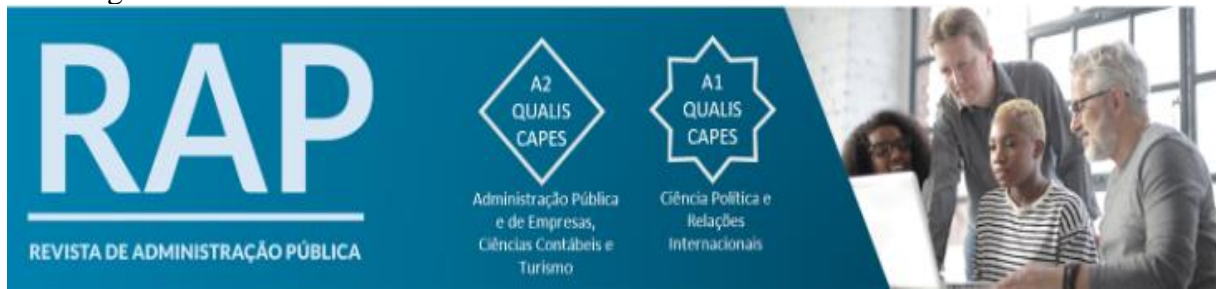 RAP
REVISTA DE ADMINISTRAÇÃO PÚBLICA
A2
QUALIS
CAPES
Administração Pública
e de Empresas,
Ciências Contábeis e
Turismo
A1
QUALIS
CAPES
Ciência Política e
Relações
Internacionais